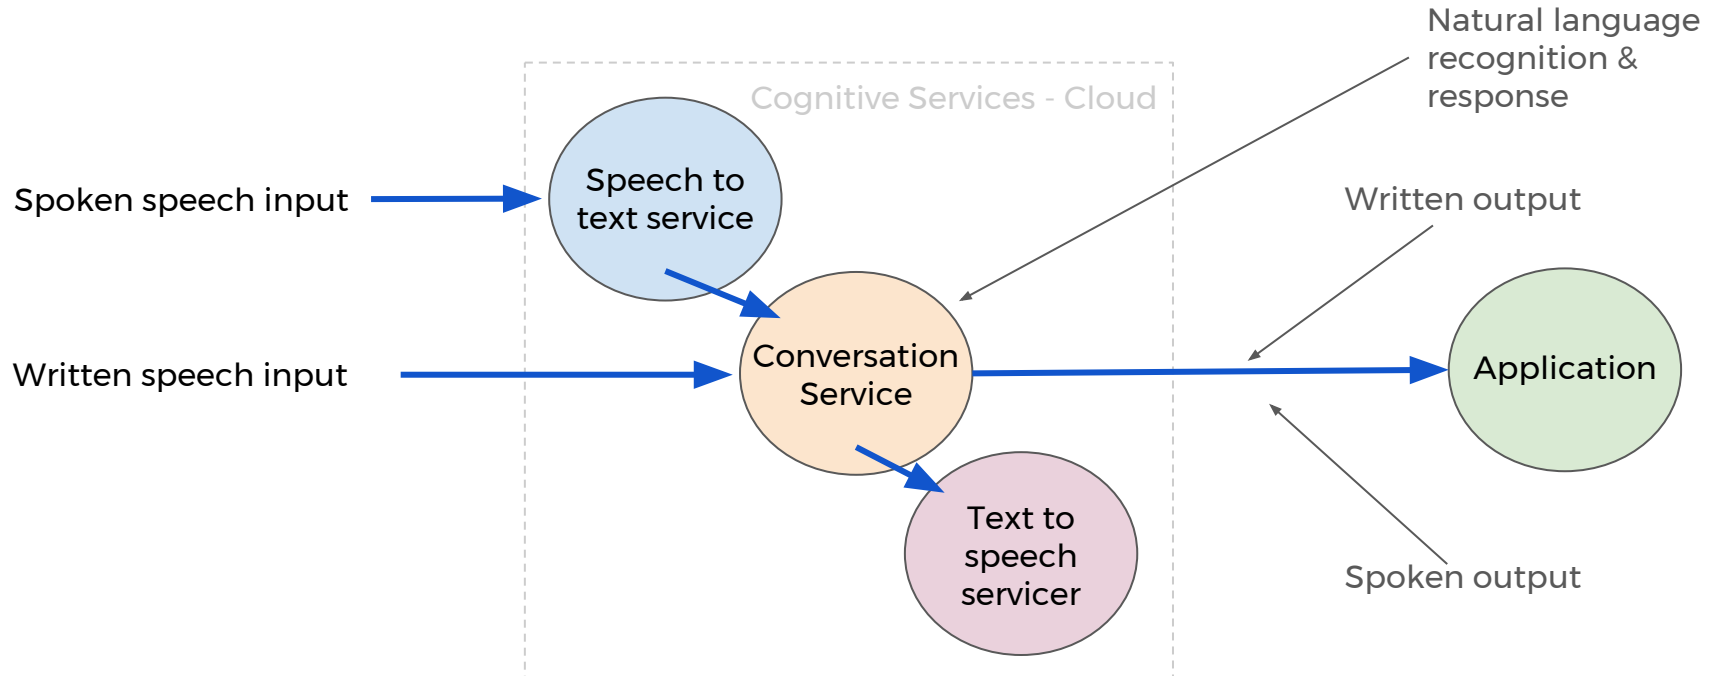 Natural language
recognition &
response
Cognitive Services - Cloud
Speech to
text service
Spoken speech input
Written output
Conversation
Service
Written speech input
Application
Text to
speech
servicer
Spoken output